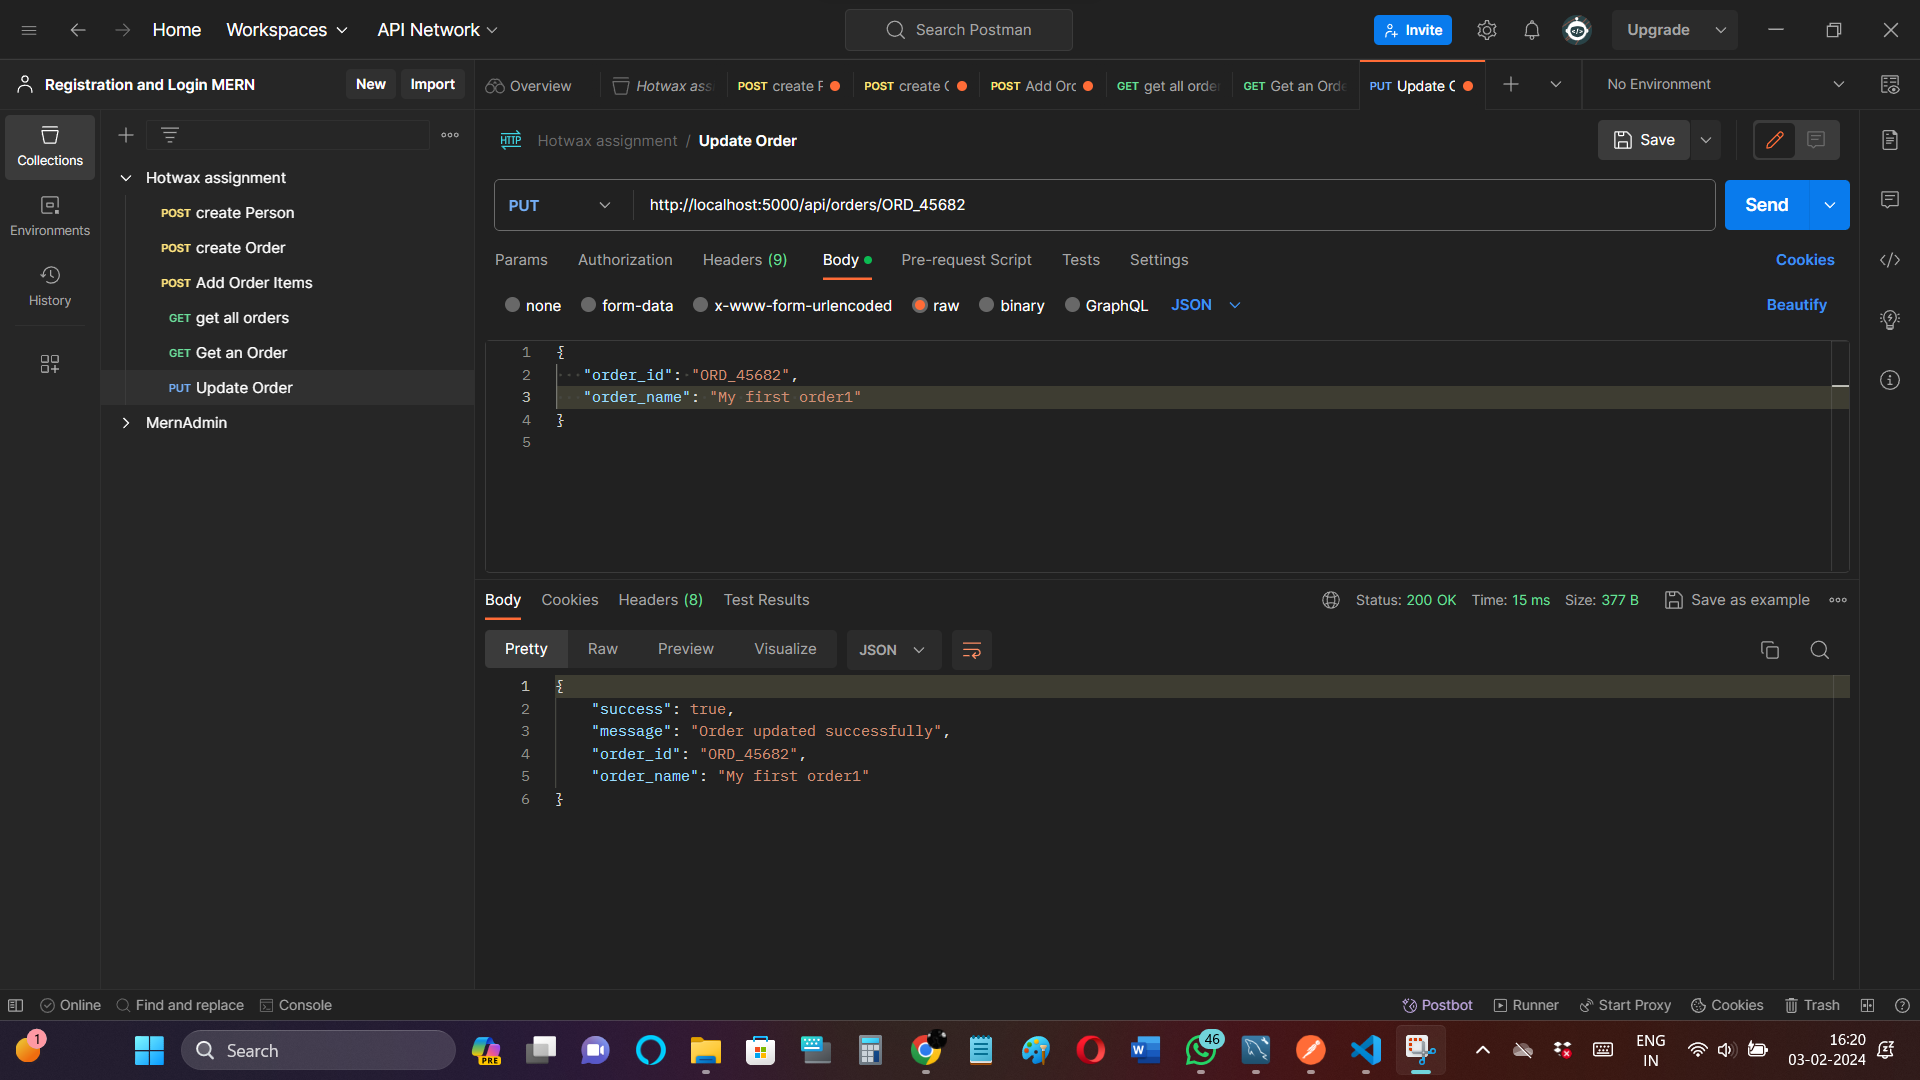 Home Workspaces API Network Search Postman Invite Upgrade
Registration and Login MERN New Import Overview Hotwax ass POST create P POST create O POST Add Orc GET get all orde GET Get an Orde PUT Update O No Environment
Collections
Environments
History
Hotwax assignment
POST create Person
POST create Order
POST Add Order Items
GET get all orders
GET Get an Order
PUT Update Order
MernAdmin
HTTP Hotwax assignment / Update Order Save
PUT http://localhost:5000/api/orders/ORD_45682 Send
Params Authorization Headers (9) Body Pre-request Script Tests Settings Cookies
none form-data x-www-form-urlencoded raw binary GraphQL JSON Beautify
1 {
2 "order_id": "ORD_45682",
3 "order_name": "My first order1"
4 }
5
Body Cookies Headers (8) Test Results Status: 200 OK Time: 15 ms Size: 377 B Save as example
Pretty Raw Preview Visualize JSON
1 {
2 "success": true,
3 "message": "Order updated successfully",
4 "order_id": "ORD_45682",
5 "order_name": "My first order1"
6 }
Online Find and replace Console Postbot Runner Start Proxy Cookies Trash
1 Search PRE 46 ENG
IN 16:20
03-02-2024